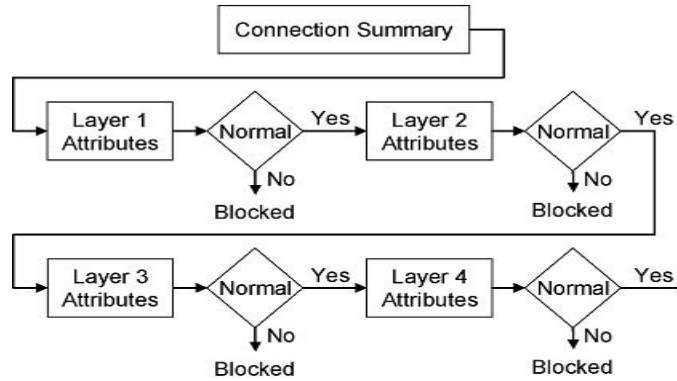 Connection Summary
Layer 1
Attributes
Normal
Yes
Layer 2
Attributes
Normal
Yes
No
Blocked
No
Blocked
Layer 3
Attributes
Normal
Yes
Layer 4
Attributes
Normal
Yes
No
Blocked
No
Blocked